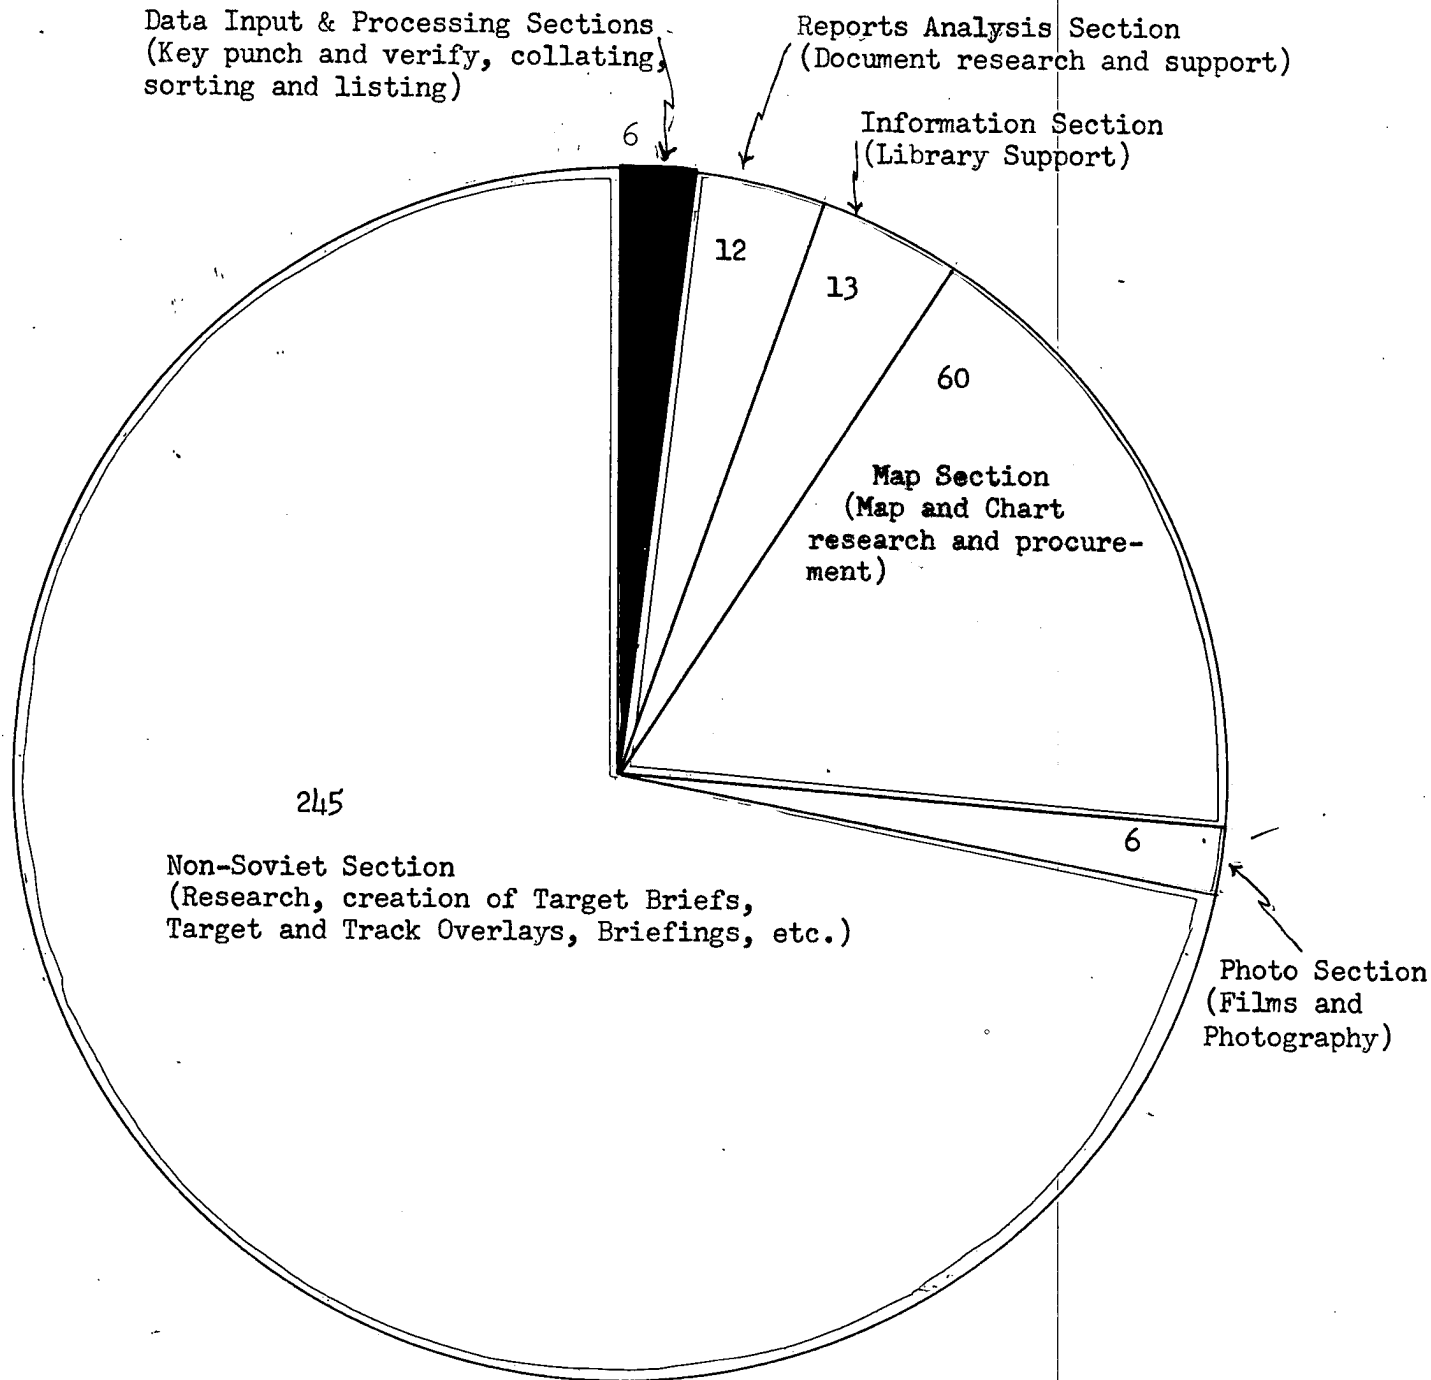 Data Input & Processing Sections
(Key punch and verify, collating,
sorting and listing)
Reports Analysis Section
(Document research and support)
Information Section
(Library Support)
6
12
13
60
Map Section
(Map and Chart
research and procure-
ment)
6
Photo Section
(Films and
Photography)
245
Non-Soviet Section
(Research, creation of Target Briefs,
Target and Track Overlays, Briefings, etc.)